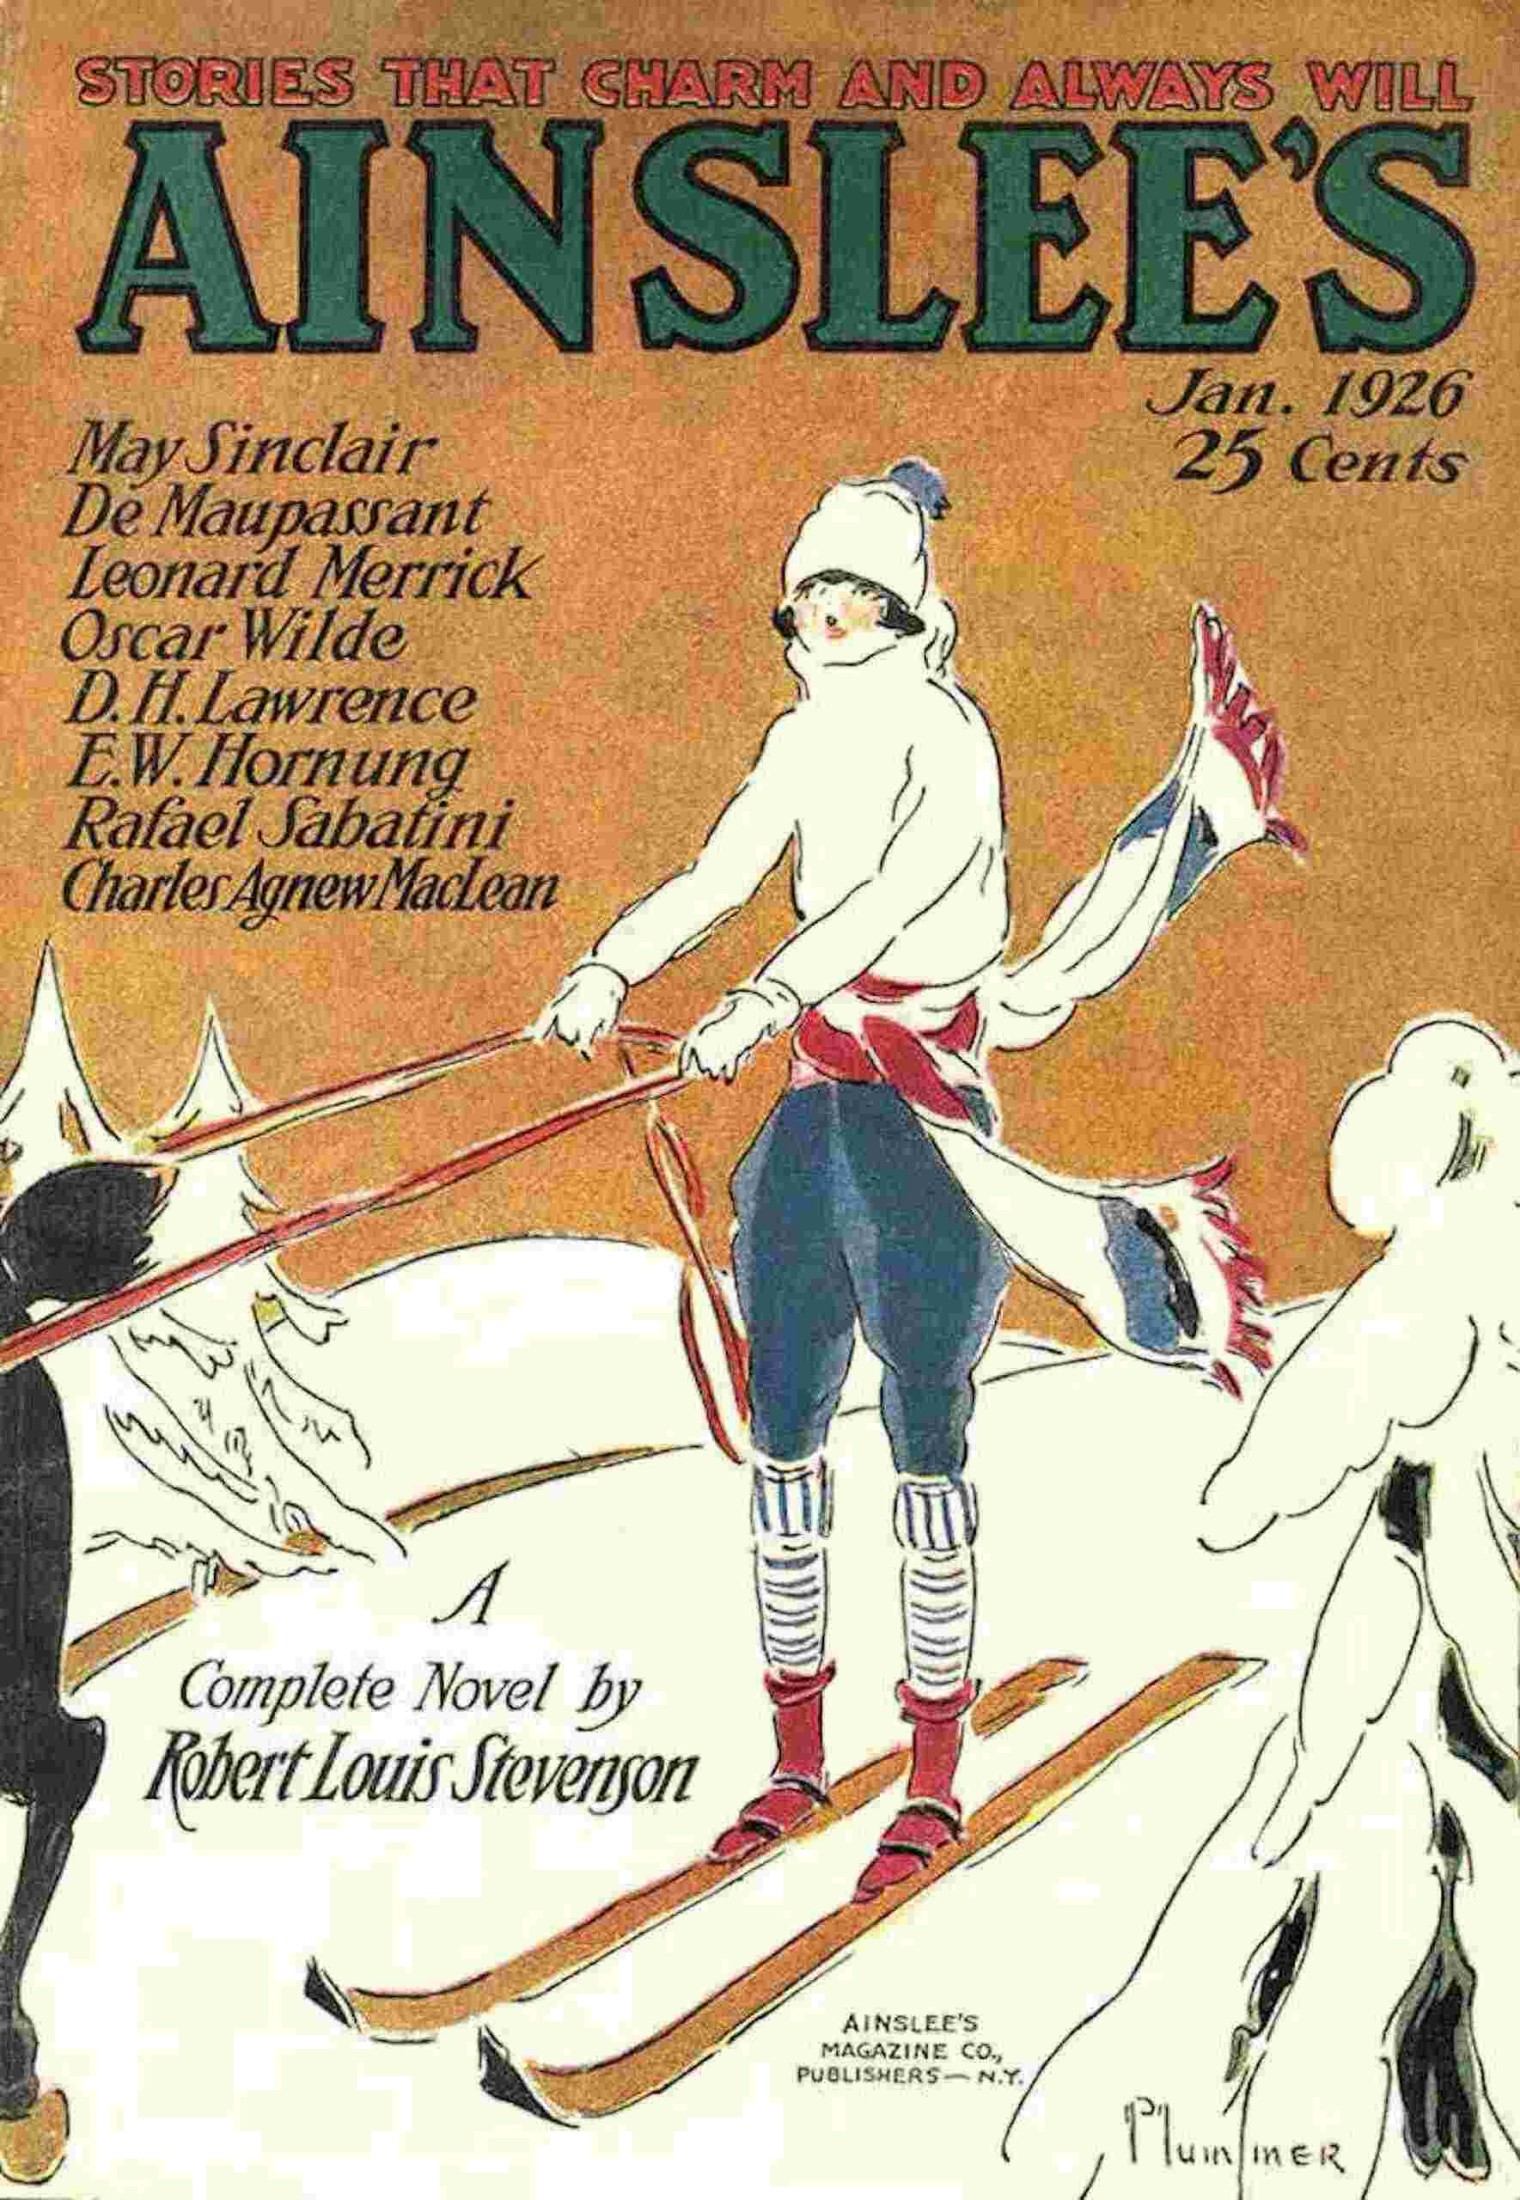 STORIES THAT CHARM AND ALWAYS WILL
AINSLEE'S
Jan. 1926
25 Cents
May Sinclair
De Maupassant
Leonard Merrick
Oscar Wilde
D. H. Lawrence
E. W. Hornung
Rafael Sabatini
Charles Agnew MacLean
A
Complete Novel by
Robert Louis Stevenson
AINSLEE'S
MAGAZINE CO.,
PUBLISHERS — N.Y.
Plummer